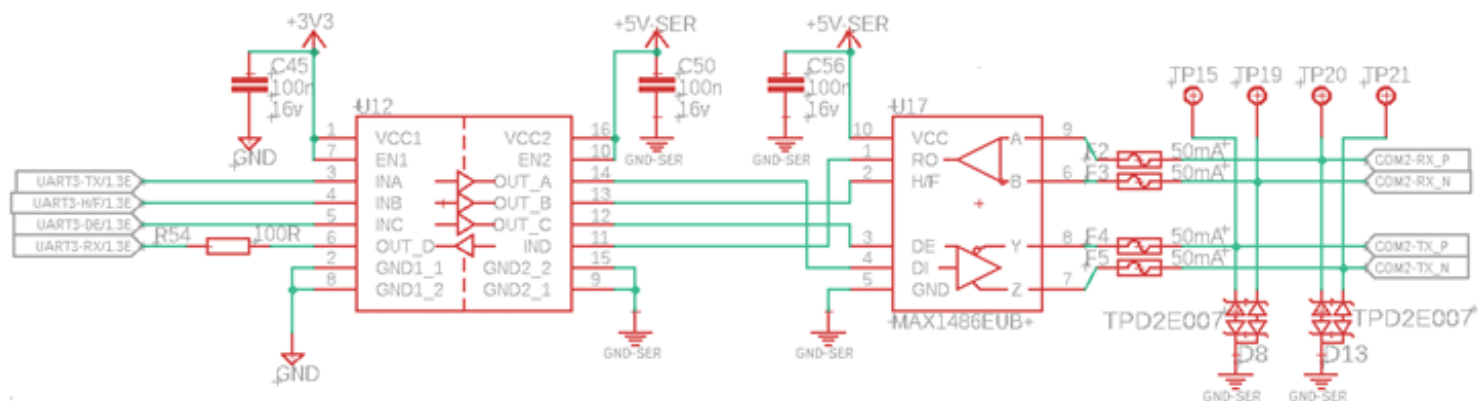 +3V3
C45
100n
16v
GND
U12
1 VCC1 VCC2 16
7 EN1 EN2 10
3 INA OUT_A 14
4 INB OUT_B 13
5 INC OUT_C 12
6 OUT_D IND 11
2 GND1_1 GND2_2 15
8 GND1_2 GND2_1 9
UART3-TX/1.3E
UART3-H/F/1.3E
UART3-DE/1.3E
UART3-RX/1.3E
R54 100R
GND
+5V-SER
C50
100n
16v
GND-SER
GND-SER
+5V-SER
C56
100n
16v
GND-SER
U17
10 VCC A 9
1 RO
2 H/F B 6
3 DE Y 8
4 DI
5 GND Z 7
MAX1486EUB+
GND-SER
TP15 TP19 TP20 TP21
F2 50mA
F3 50mA
F4 50mA
F5 50mA
COM2-RX_P
COM2-RX_N
COM2-TX_P
COM2-TX_N
TPD2E007 TPD2E007
D8 D13
GND-SER GND-SER